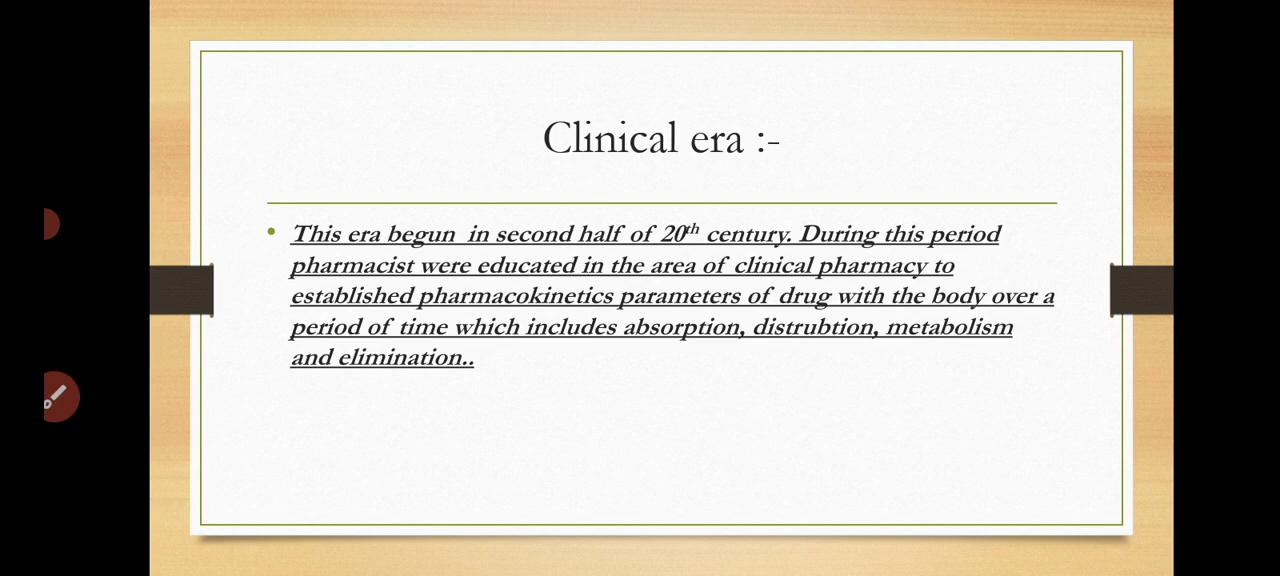 Clinical era :-
• This era begun in second half of 20th century. During this period
pharmacist were educated in the area of clinical pharmacy to
established pharmacokinetics parameters of drug with the body over a
period of time which includes absorption, distrubtion, metabolism
and elimination..